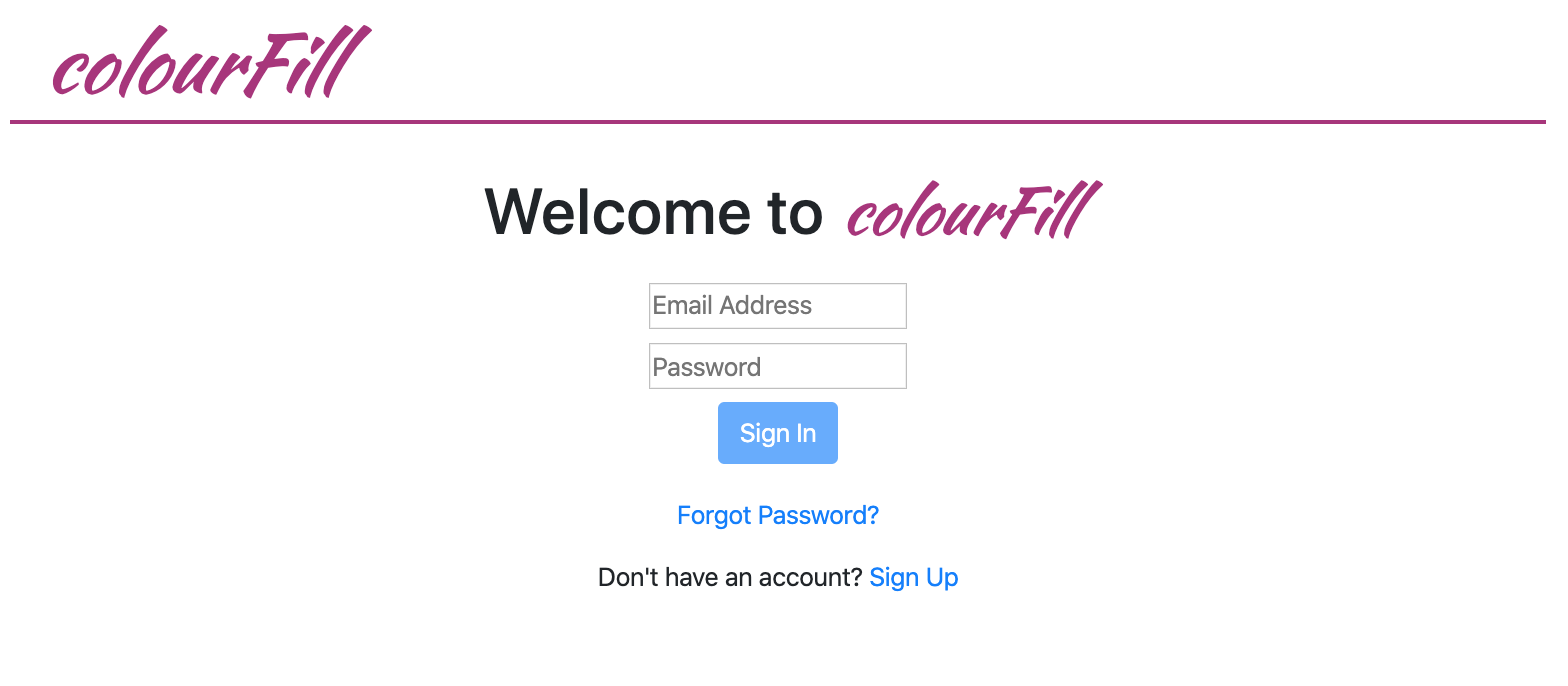 colourFill
Welcome to colourFill
Email Address
Password
Sign In
Forgot Password?
Don't have an account? Sign Up